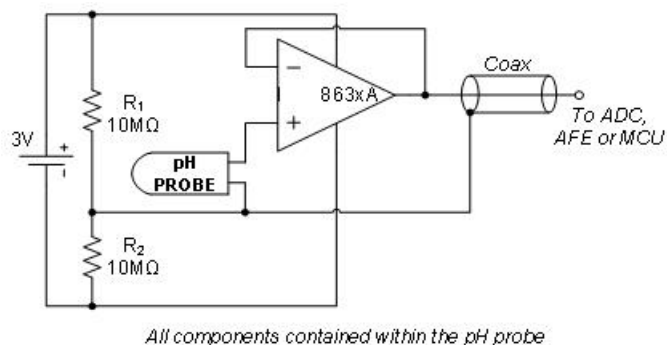 R1
10MΩ
3V
+
-
pH
PROBE
−
863xA
+
Coax
To ADC,
AFE or MCU
R2
10MΩ
All components contained within the pH probe